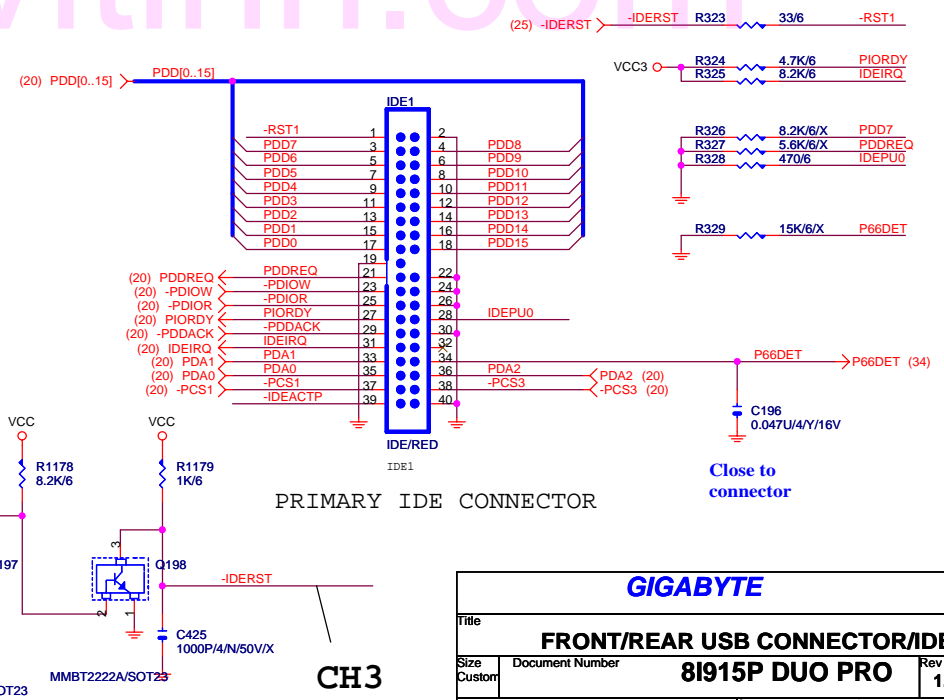 (25) -IDERST -IDERST R323 33/6 -RST1
VCC3 R324 4.7K/6 PIORDY
R325 8.2K/6 IDEIRQ
(20) PDD[0..15] PDD[0..15]
IDE1
-RST1 1 2
PDD7 3 4 PDD8
PDD6 5 6 PDD9
PDD5 7 8 PDD10
PDD4 9 10 PDD11
PDD3 11 12 PDD12
PDD2 13 14 PDD13
PDD1 15 16 PDD14
PDD0 17 18 PDD15
19
(20) PDDREQ PDDREQ 21 22
(20) -PDIOW -PDIOW 23 24
(20) -PDIOR -PDIOR 25 26
(20) PIORDY PIORDY 27 28 IDEPU0
(20) -PDDACK -PDDACK 29 30
(20) IDEIRQ IDEIRQ 31 32
(20) PDA1 PDA1 33 34
(20) PDA0 PDA0 35 36 PDA2 PDA2 (20)
(20) -PCS1 -PCS1 37 38 -PCS3 -PCS3 (20)
-IDEACTP 39 40
IDE/RED
IDE1
PRIMARY IDE CONNECTOR
R326 8.2K/6/X PDD7
R327 5.6K/6/X PDDREQ
R328 470/6 IDEPU0
R329 15K/6/X P66DET
P66DET P66DET (34)
C196
0.047U/4/Y/16V
Close to
connector
VCC VCC
R1178
8.2K/6
R1179
1K/6
197
3
Q198
2 1
-IDERST
C425
1000P/4/N/50V/X
MMBT2222A/SOT23
OT23
CH3
GIGABYTE
Title
FRONT/REAR USB CONNECTOR/IDE
Size
Custom
Document Number
8I915P DUO PRO
Rev
1.